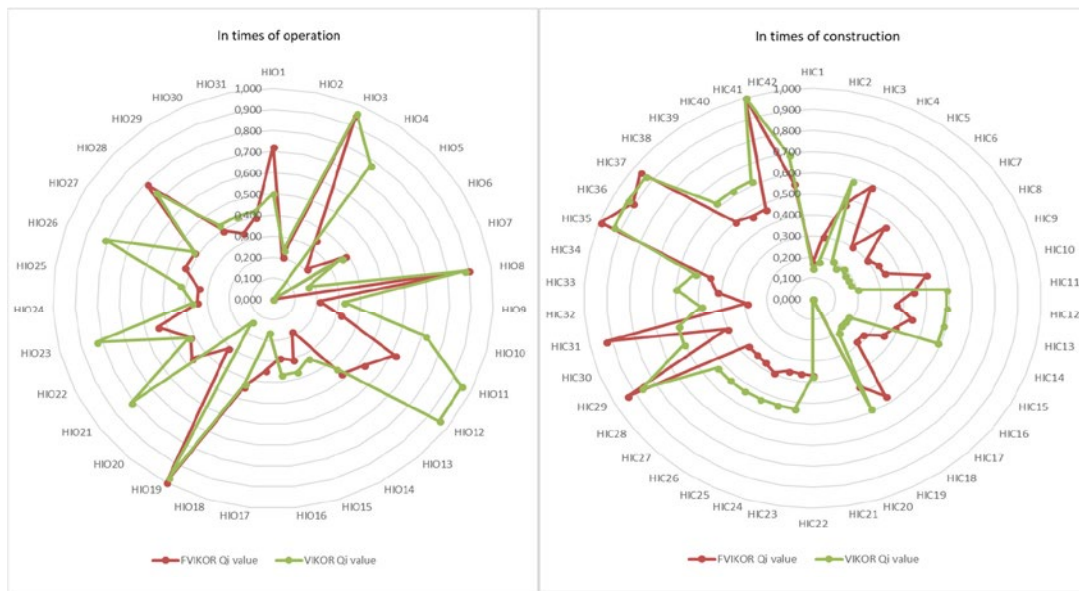 In times of operation
HIO1
HIO2
HIO3
HIO4
HIO5
HIO6
HIO7
HIO8
HIO9
HIO10
HIO11
HIO12
HIO13
HIO14
HIO15
HIO16
HIO17
HIO18
HIO19
HIO20
HIO21
HIO22
HIO23
HIO24
HIO25
HIO26
HIO27
HIO28
HIO29
HIO30
HIO31
1,000
0,900
0,800
0,700
0,600
0,500
0,400
0,300
0,200
0,100
0,000
FVIKOR Qi value
VIKOR Qi value
In times of construction
HIC1
HIC2
HIC3
HIC4
HIC5
HIC6
HIC7
HIC8
HIC9
HIC10
HIC11
HIC12
HIC13
HIC14
HIC15
HIC16
HIC17
HIC18
HIC19
HIC20
HIC21
HIC22
HIC23
HIC24
HIC25
HIC26
HIC27
HIC28
HIC29
HIC30
HIC31
HIC32
HIC33
HIC34
HIC35
HIC36
HIC37
HIC38
HIC39
HIC40
HIC41
HIC42
1,000
0,900
0,800
0,700
0,600
0,500
0,400
0,300
0,200
0,100
0,000
FVIKOR Qi value
VIKOR Qi value